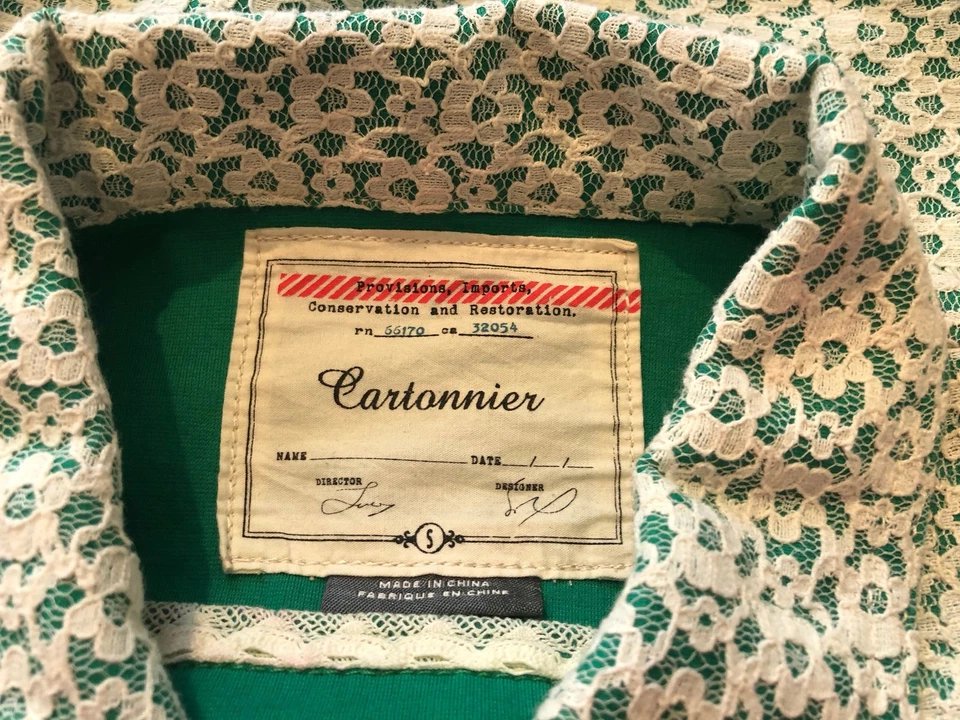 Provisions, Imports,
Conservation and Restoration.
rn 66170 ca 32054
Cartonnier
NAME DATE / /
DIRECTOR DESIGNER
S
MADE IN CHINA
FABRIQUE EN CHINE